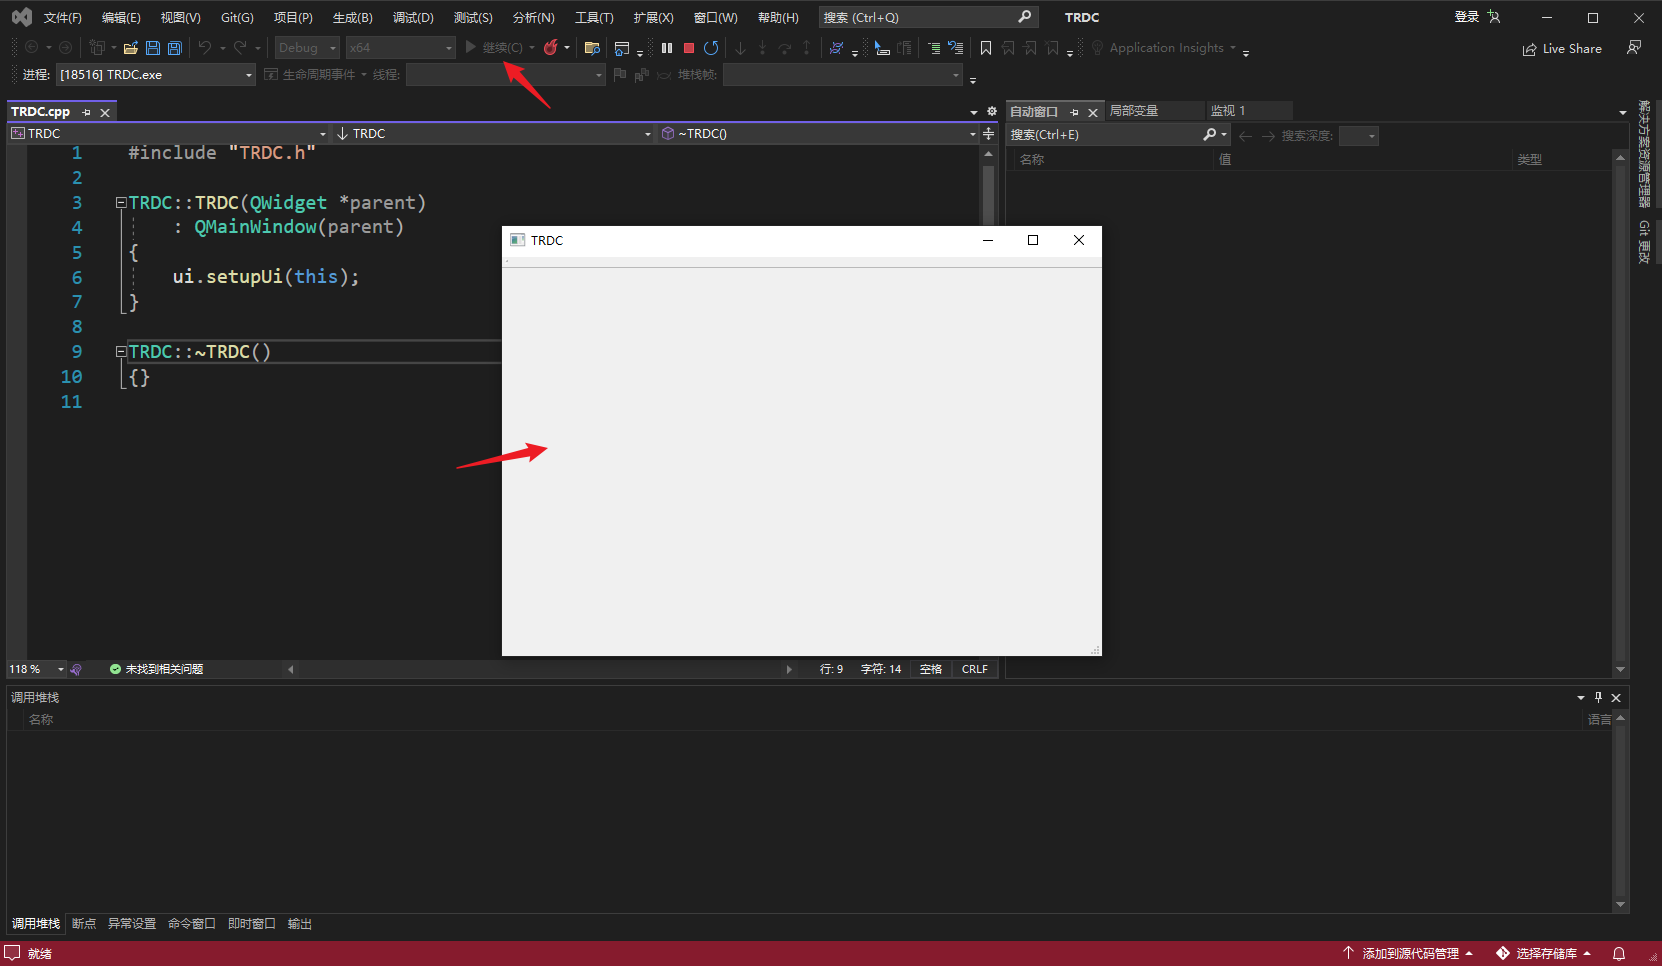 文件(F) 编辑(E) 视图(V) Git(G) 项目(P) 生成(B) 调试(D) 测试(S) 分析(N) 工具(T) 扩展(X) 窗口(W) 帮助(H) 搜索 (Ctrl+Q) TRDC 登录
Debug x64 继续(C) Application Insights Live Share
进程: [18516] TRDC.exe 生命周期事件 线程: 堆栈帧:
TRDC.cpp
TRDC TRDC ~TRDC()
1 #include "TRDC.h"
2
3 TRDC::TRDC(QWidget *parent)
4 : QMainWindow(parent)
5 {
6 ui.setupUi(this);
7 }
8
9 TRDC::~TRDC()
10 {}
11
TRDC
118 % 未找到相关问题 行: 9 字符: 14 空格 CRLF
自动窗口 局部变量 监视 1
搜索(Ctrl+E) 搜索深度:
名称 值 类型
解决方案资源管理器
Git 更改
调用堆栈
名称 语言
调用堆栈 断点 异常设置 命令窗口 即时窗口 输出
就绪 添加到源代码管理 选择存储库